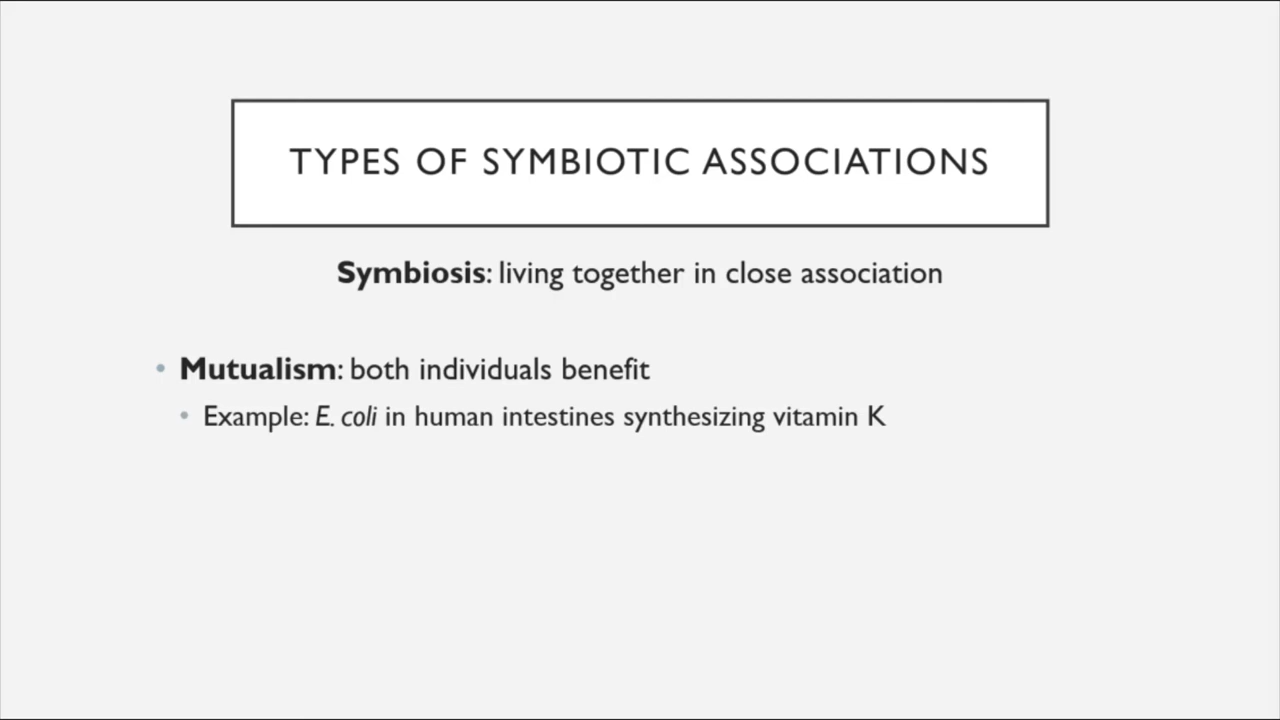 TYPES OF SYMBIOTIC ASSOCIATIONS
Symbiosis: living together in close association
• Mutualism: both individuals benefit
• Example: E. coli in human intestines synthesizing vitamin K